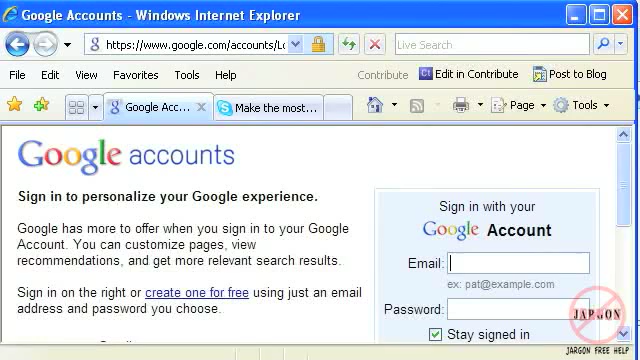 Google Accounts - Windows Internet Explorer
https://www.google.com/accounts/Lo
Live Search
File Edit View Favorites Tools Help
Contribute Edit in Contribute Post to Blog
Google Acc...
Make the most...
Page Tools
Google accounts
Sign in to personalize your Google experience.
Google has more to offer when you sign in to your Google
Account. You can customize pages, view
recommendations, and get more relevant search results.
Sign in on the right or create one for free using just an email
address and password you choose.
Sign in with your
Google Account
Email:
ex: pat@example.com
Password:
Stay signed in
JARGON
JARGON FREE HELP